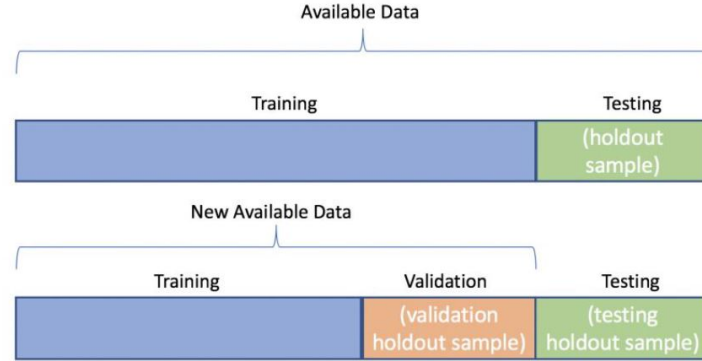 Available Data
Training Testing
(holdout
sample)
New Available Data
Training Validation Testing
(validation (testing
holdout sample) holdout sample)